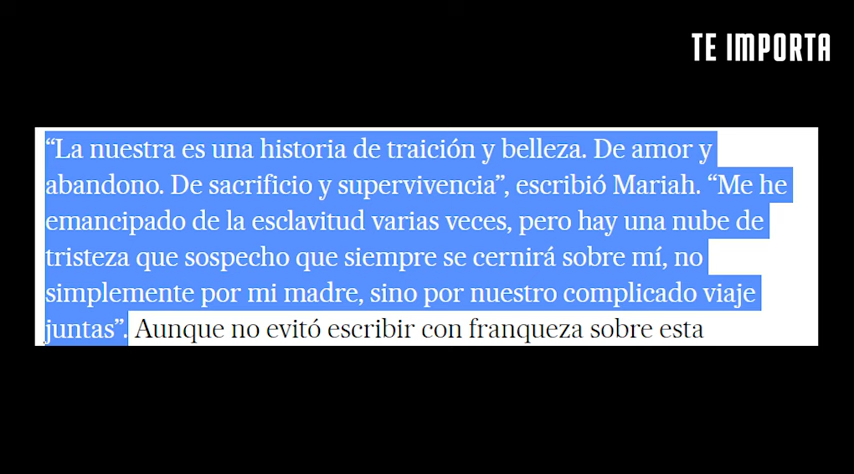 TE IMPORTA
“La nuestra es una historia de traición y belleza. De amor y
abandono. De sacrificio y supervivencia”, escribió Mariah. “Me he
emancipado de la esclavitud varias veces, pero hay una nube de
tristeza que sospecho que siempre se cernirá sobre mí, no
simplemente por mi madre, sino por nuestro complicado viaje
juntas”. Aunque no evitó escribir con franqueza sobre esta